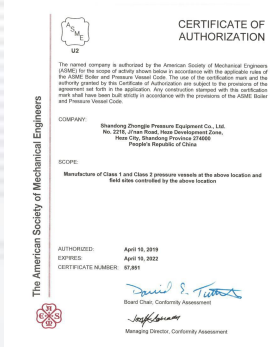 CERTIFICATE OF
AUTHORIZATION
ASME
U2
The named company is authorized by the American Society of Mechanical Engineers
(ASME) for the scope of activity shown below in accordance with the applicable rules of
the ASME Boiler and Pressure Vessel Code. The use of the certification mark and the
authority granted by this Certificate of Authorization are subject to the provisions of the
agreement set forth in the application. Any construction stamped with this certification
mark shall have been built strictly in accordance with the provisions of the ASME Boiler
and Pressure Vessel Code.
COMPANY:
Shandong Zhongjie Pressure Equipment Co., Ltd.
No. 2218, Ji'nan Road, Heze Development Zone,
Heze City, Shandong Province 274000
People's Republic of China
SCOPE:
Manufacture of Class 1 and Class 2 pressure vessels at the above location and
field sites controlled by the above location
AUTHORIZED: April 10, 2019
EXPIRES: April 10, 2022
CERTIFICATE NUMBER: 57,851
Board Chair, Conformity Assessment
Managing Director, Conformity Assessment
The American Society of Mechanical Engineers